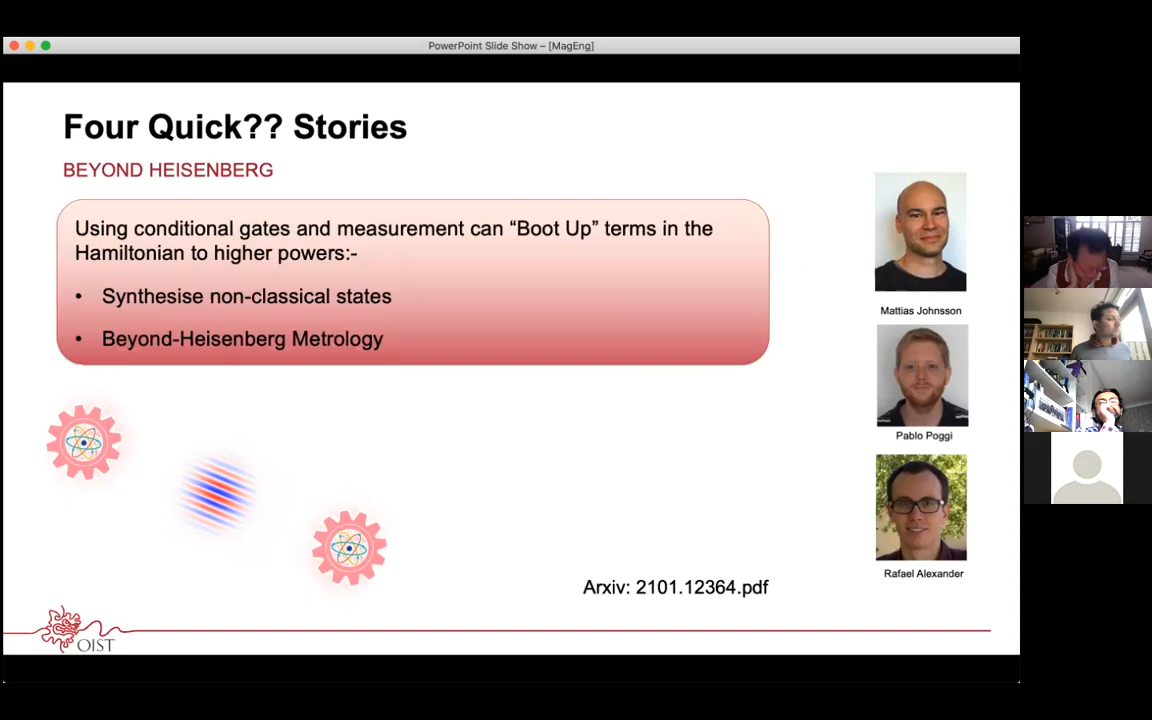 PowerPoint Slide Show – [MagEng]
Four Quick?? Stories
BEYOND HEISENBERG
Using conditional gates and measurement can “Boot Up” terms in the
Hamiltonian to higher powers:-
• Synthesise non-classical states
• Beyond-Heisenberg Metrology
Mattias Johnsson
Pablo Poggi
Rafael Alexander
Arxiv: 2101.12364.pdf
OIST